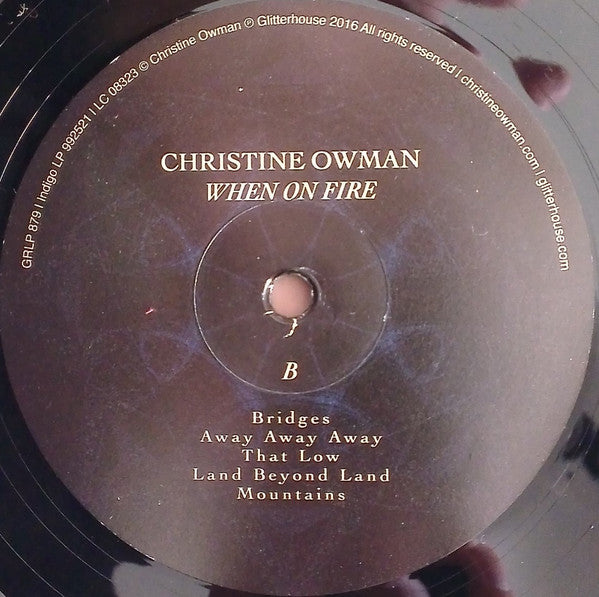 GRLP 879 I Indigo LP 992521 I LC 08323 © Christine Owman ℗ Glitterhouse 2016 All rights reserved I christineowman.com I glitterhouse.com
CHRISTINE OWMAN
WHEN ON FIRE
B
Bridges
Away Away Away
That Low
Land Beyond Land
Mountains